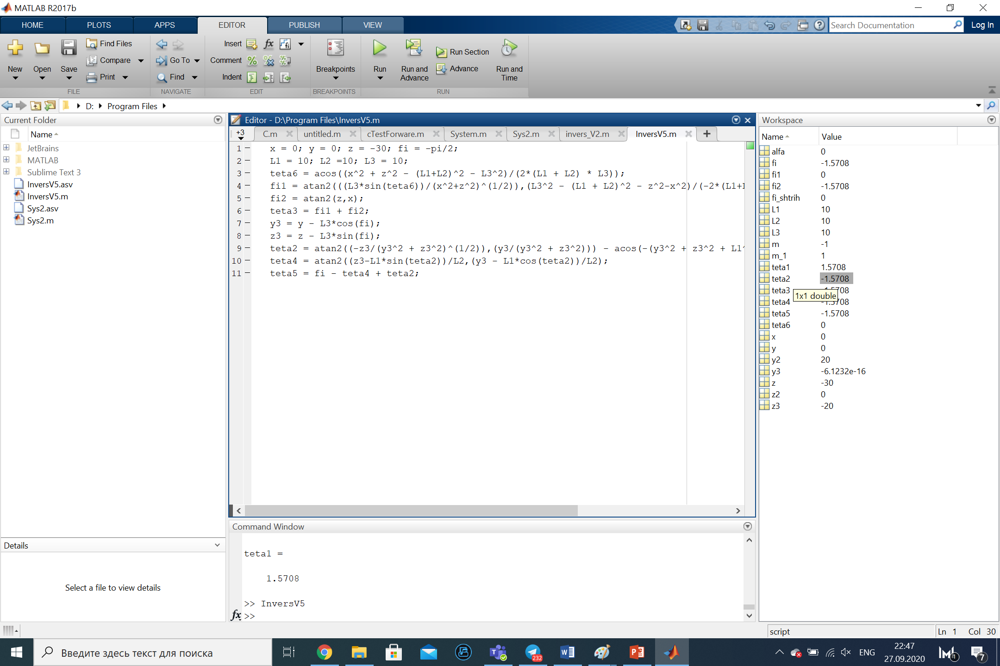 MATLAB R2017b
HOME PLOTS APPS EDITOR PUBLISH VIEW
Search Documentation Log In
New Open Save Find Files Compare Print
FILE
Go To Find
NAVIGATE
Insert fx fi
Comment
Indent
EDIT
Breakpoints
BREAKPOINTS
Run Run and Advance Run Section Advance Run and Time
RUN
D: Program Files
Current Folder
Name
JetBrains
MATLAB
Sublime Text 3
InversV5.asv
InversV5.m
Sys2.asv
Sys2.m
Details
Select a file to view details
Editor - D:\Program Files\InversV5.m
+3 C.m untitled.m cTestForware.m System.m Sys2.m invers_V2.m InversV5.m
1 x = 0; y = 0; z = -30; fi = -pi/2;
2 L1 = 10; L2 =10; L3 = 10;
3 teta6 = acos((x^2 + z^2 - (L1+L2)^2 - L3^2)/(2*(L1 + L2) * L3));
4 fi1 = atan2(((L3*sin(teta6))/(x^2+z^2)^(1/2)),(L3^2 - (L1 + L2)^2 - z^2-x^2)/(-2*(L1+
5 fi2 = atan2(z,x);
6 teta3 = fi1 + fi2;
7 y3 = y - L3*cos(fi);
8 z3 = z - L3*sin(fi);
9 teta2 = atan2((-z3/(y3^2 + z3^2)^(1/2)),(y3/(y3^2 + z3^2))) - acos(-(y3^2 + z3^2 + L1^
10 teta4 = atan2((z3-L1*sin(teta2))/L2,(y3 - L1*cos(teta2))/L2);
11 teta5 = fi - teta4 + teta2;
Command Window
teta1 =
1.5708
>> InversV5
fx >>
Workspace
Name Value
alfa 0
fi -1.5708
fi1 0
fi2 -1.5708
fi_shtrih 0
L1 10
L2 10
L3 10
m -1
m_1 1
teta1 1.5708
teta2 -1.5708
teta3
1x1 double
teta4
teta5 -1.5708
teta6 0
x 0
y 0
y2 20
y3 -6.1232e-16
z -30
z2 0
z3 -20
script Ln 1 Col 30
Введите здесь текст для поиска
232
ENG
22:47
27.09.2020
1
7